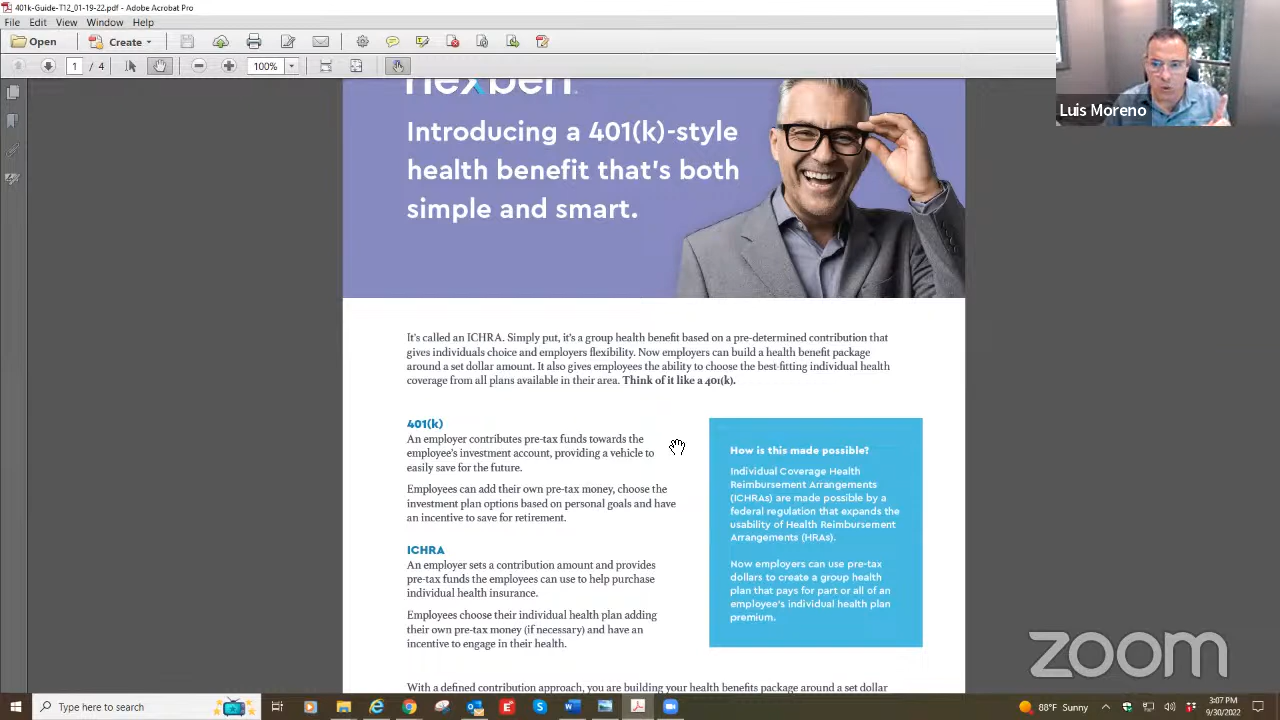 401k-Guide-T12_01-19-22.pdf - Adobe Acrobat Pro
File Edit View Window Help
Open Create 
1 / 4 100%
Luis Moreno
nexben
Introducing a 401(k)-style
health benefit that's both
simple and smart.
It's called an ICHRA. Simply put, it's a group health benefit based on a pre-determined contribution that
gives individuals choice and employers flexibility. Now employers can build a health benefit package
around a set dollar amount. It also gives employees the ability to choose the best-fitting individual health
coverage from all plans available in their area. Think of it like a 401(k).
401(k)
An employer contributes pre-tax funds towards the
employee's investment account, providing a vehicle to
easily save for the future.
Employees can add their own pre-tax money, choose the
investment plan options based on personal goals and have
an incentive to save for retirement.
ICHRA
An employer sets a contribution amount and provides
pre-tax funds the employees can use to help purchase
individual health insurance.
Employees choose their individual health plan adding
their own pre-tax money (if necessary) and have an
incentive to engage in their health.
How is this made possible?
Individual Coverage Health
Reimbursement Arrangements
(ICHRAs) are made possible by a
federal regulation that expands the
usability of Health Reimbursement
Arrangements (HRAs).
Now employers can use pre-tax
dollars to create a group health
plan that pays for part or all of an
employee's individual health plan
premium.
With a defined contribution approach, you are building your health benefits package around a set dollar
zoom
Type here to search
88°F Sunny
3:07 PM
9/30/2022